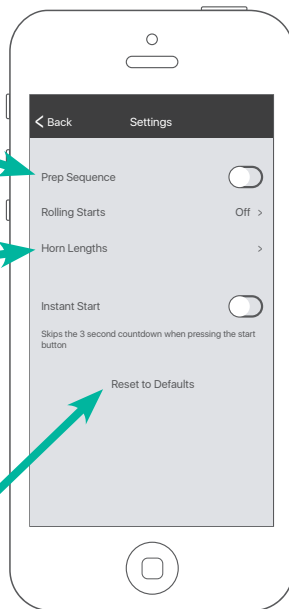 Back Settings
Prep Sequence
Rolling Starts Off >
Horn Lengths >
Instant Start
Skips the 3 second countdown when pressing the start
button
Reset to Defaults